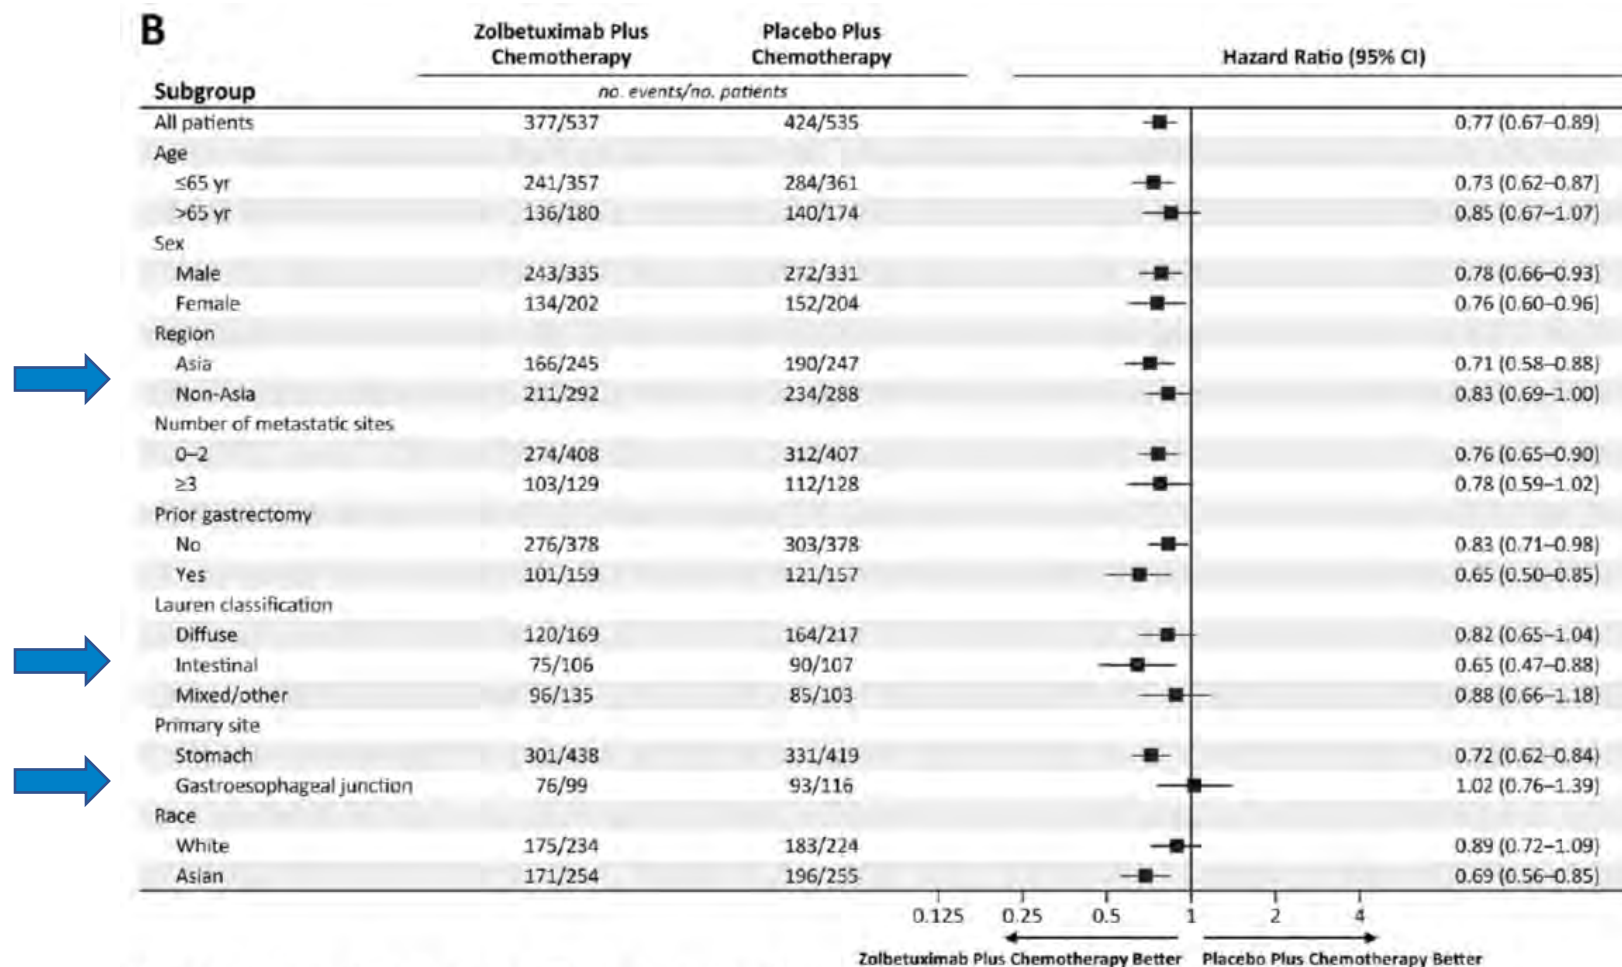 B
Zolbetuximab Plus Chemotherapy Placebo Plus Chemotherapy Hazard Ratio (95% CI)
Subgroup no. events/no. patients
All patients 377/537 424/535 0.77 (0.67–0.89)
Age
≤65 yr 241/357 284/361 0.73 (0.62–0.87)
>65 yr 136/180 140/174 0.85 (0.67–1.07)
Sex
Male 243/335 272/331 0.78 (0.66–0.93)
Female 134/202 152/204 0.76 (0.60–0.96)
Region
Asia 166/245 190/247 0.71 (0.58–0.88)
Non-Asia 211/292 234/288 0.83 (0.69–1.00)
Number of metastatic sites
0–2 274/408 312/407 0.76 (0.65–0.90)
≥3 103/129 112/128 0.78 (0.59–1.02)
Prior gastrectomy
No 276/378 303/378 0.83 (0.71–0.98)
Yes 101/159 121/157 0.65 (0.50–0.85)
Lauren classification
Diffuse 120/169 164/217 0.82 (0.65–1.04)
Intestinal 75/106 90/107 0.65 (0.47–0.88)
Mixed/other 96/135 85/103 0.88 (0.66–1.18)
Primary site
Stomach 301/438 331/419 0.72 (0.62–0.84)
Gastroesophageal junction 76/99 93/116 1.02 (0.76–1.39)
Race
White 175/234 183/224 0.89 (0.72–1.09)
Asian 171/254 196/255 0.69 (0.56–0.85)
0.125 0.25 0.5 1 2 4
Zolbetuximab Plus Chemotherapy Better Placebo Plus Chemotherapy Better